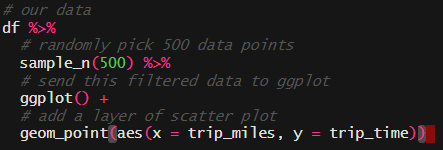 # our data
df %>%
# randomly pick 500 data points
sample_n(500) %>%
# send this filtered data to ggplot
ggplot() +
# add a layer of scatter plot
geom_point(aes(x = trip_miles, y = trip_time))